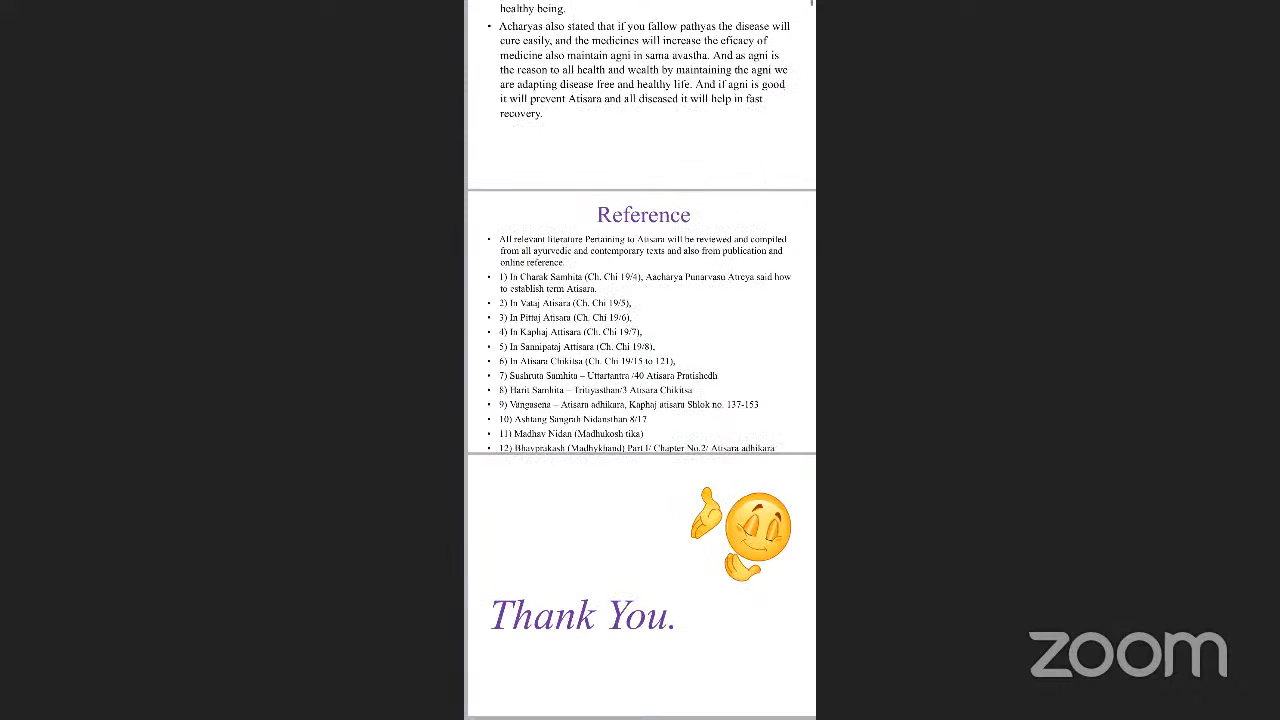 healthy being.
• Acharyas also stated that if you fallow pathyas the disease will
cure easily, and the medicines will increase the eficacy of
medicine also maintain agni in sama avastha. And as agni is
the reason to all health and wealth by maintaining the agni we
are adapting disease free and healthy life. And if agni is good
it will prevent Atisara and all diseased it will help in fast
recovery.
Reference
• All relevant literature Pertaining to Atisara will be reviewed and compiled
from all ayurvedic and contemporary texts and also from publication and
online reference.
• 1) In Charak Samhita (Ch. Chi 19/4), Aacharya Punarvasu Atreya said how
to establish term Atisara.
• 2) In Vataj Atisara (Ch. Chi 19/5),
• 3) In Pittaj Atisara (Ch. Chi 19/6),
• 4) In Kaphaj Attisara (Ch. Chi 19/7),
• 5) In Sannipataj Attisara (Ch. Chi 19/8),
• 6) In Atisara Chikitsa (Ch. Chi 19/15 to 121),
• 7) Sushruta Samhita – Uttartantra /40 Atisara Pratishedh
• 8) Harit Samhita – Tritiyasthan/3 Atisara Chikitsa
• 9) Vangasena – Atisara adhikara, Kaphaj atisara Shlok no. 137-153
• 10) Ashtang Sangrah Nidansthan 8/17
• 11) Madhav Nidan (Madhukosh tika)
• 12) Bhavprakash (Madhykhand) Part I/ Chapter No.2/ Atisara adhikara
Thank You.
zoom